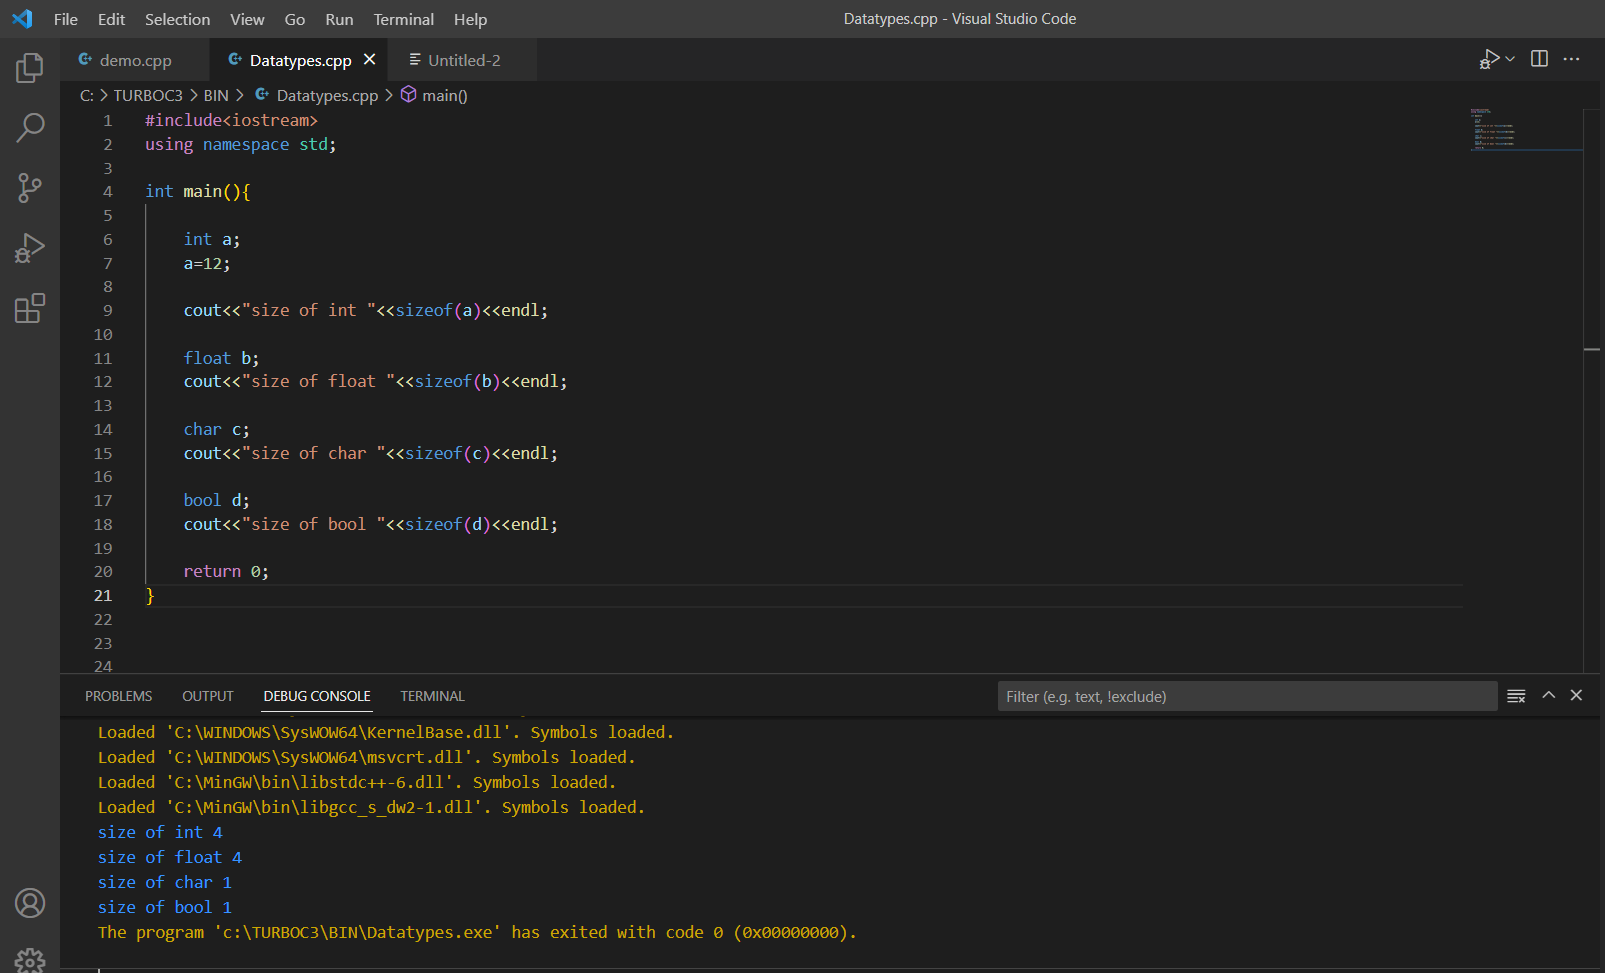 File Edit Selection View Go Run Terminal Help Datatypes.cpp - Visual Studio Code
demo.cpp Datatypes.cpp Untitled-2
C: > TURBOC3 > BIN > Datatypes.cpp > main()
1 #include<iostream>
2 using namespace std;
3
4 int main(){
5
6 int a;
7 a=12;
8
9 cout<<"size of int "<<sizeof(a)<<endl;
10
11 float b;
12 cout<<"size of float "<<sizeof(b)<<endl;
13
14 char c;
15 cout<<"size of char "<<sizeof(c)<<endl;
16
17 bool d;
18 cout<<"size of bool "<<sizeof(d)<<endl;
19
20 return 0;
21 }
22
23
24
PROBLEMS OUTPUT DEBUG CONSOLE TERMINAL Filter (e.g. text, !exclude)
Loaded 'C:\WINDOWS\SysWOW64\KernelBase.dll'. Symbols loaded.
Loaded 'C:\WINDOWS\SysWOW64\msvcrt.dll'. Symbols loaded.
Loaded 'C:\MinGW\bin\libstdc++-6.dll'. Symbols loaded.
Loaded 'C:\MinGW\bin\libgcc_s_dw2-1.dll'. Symbols loaded.
size of int 4
size of float 4
size of char 1
size of bool 1
The program 'c:\TURBOC3\BIN\Datatypes.exe' has exited with code 0 (0x00000000).